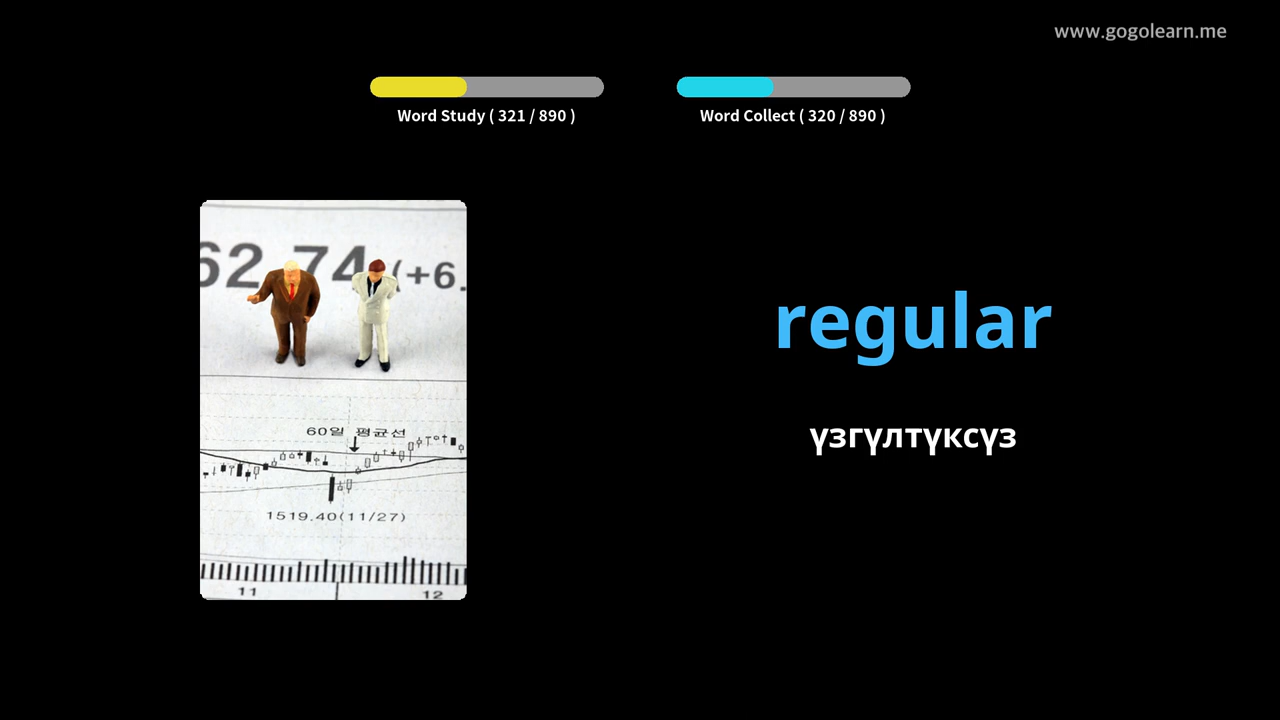 www.gogolearn.me
Word Study ( 321 / 890 )
Word Collect ( 320 / 890 )
62.74(+6.
regular
60일 평균선
үзгүлтүксүз
1519.40(11/27)
11
12